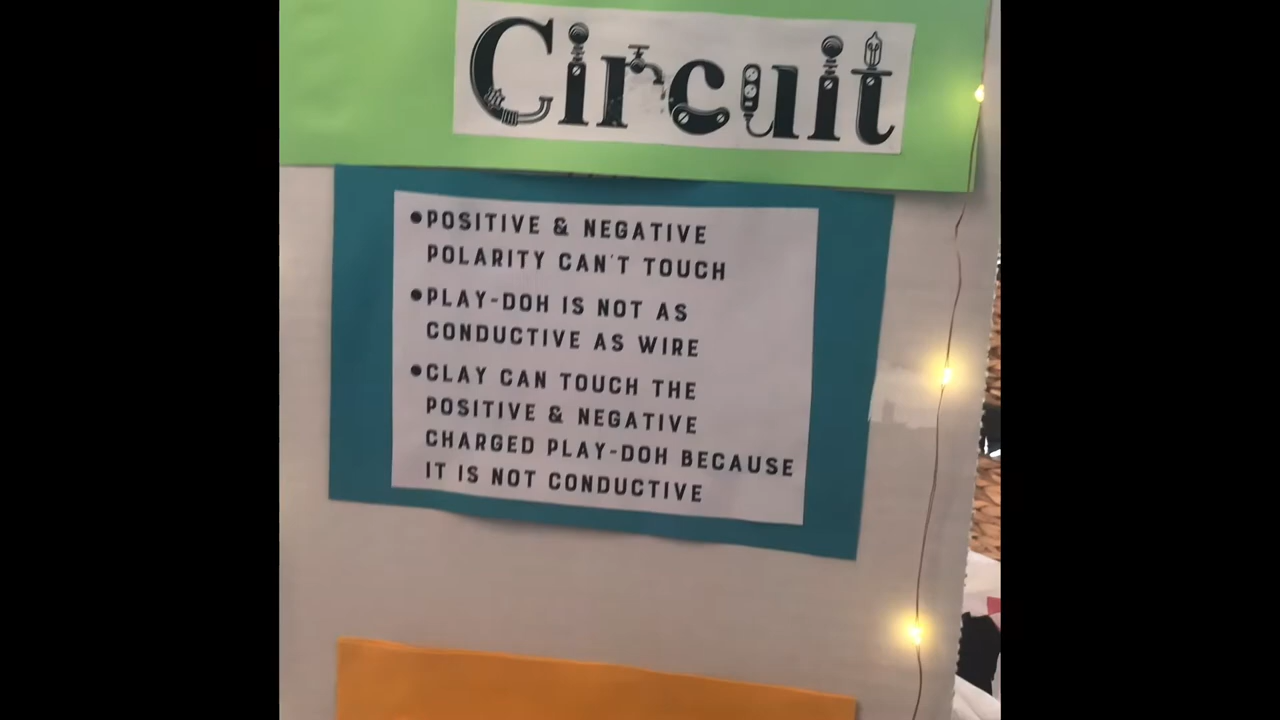 Circuit
•POSITIVE & NEGATIVE
POLARITY CAN'T TOUCH
•PLAY-DOH IS NOT AS
CONDUCTIVE AS WIRE
•CLAY CAN TOUCH THE
POSITIVE & NEGATIVE
CHARGED PLAY-DOH BECAUSE
IT IS NOT CONDUCTIVE